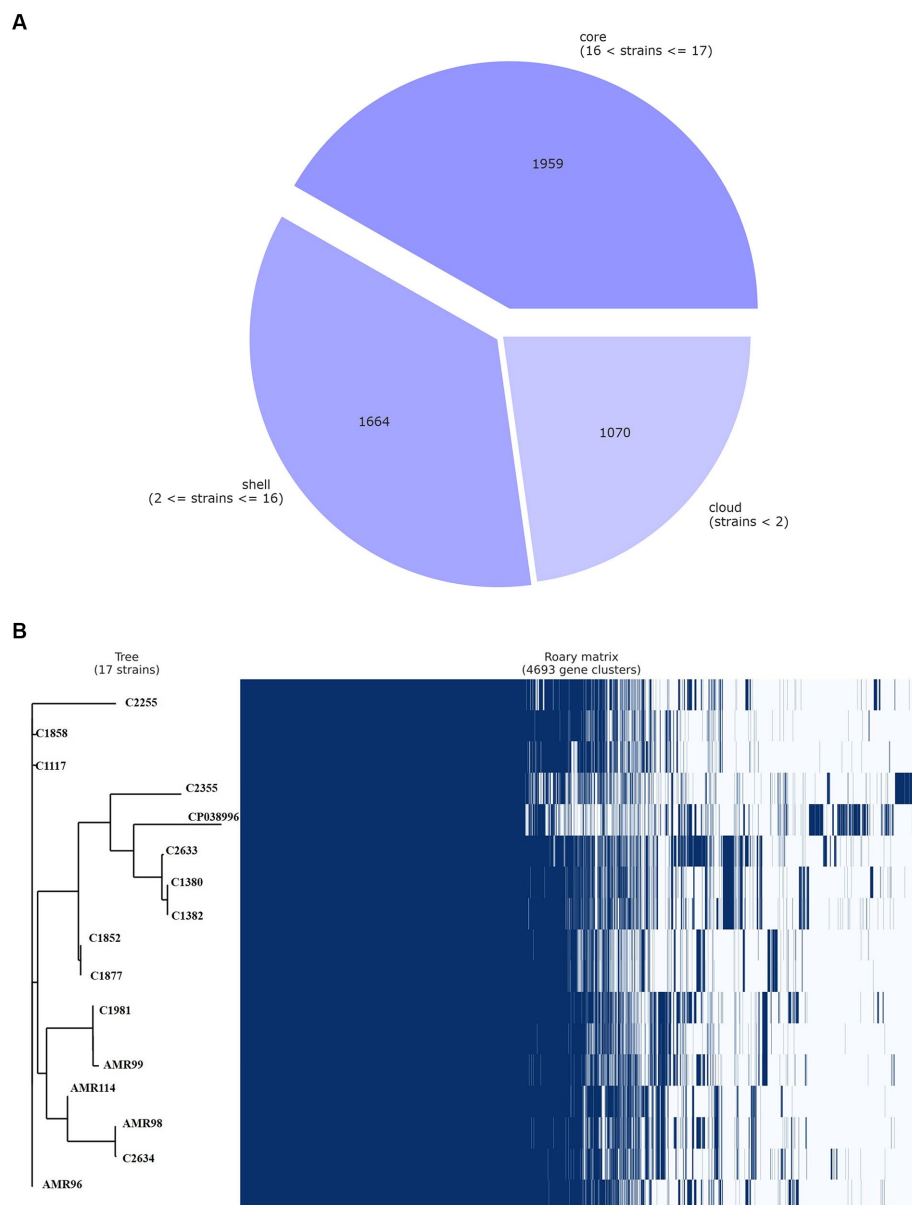 A
core
(16 < strains <= 17)
1959
1664
1070
shell
(2 <= strains <= 16)
cloud
(strains < 2)
B
Tree
(17 strains)
Roary matrix
(4693 gene clusters)
C2255
C1858
C1117
C2355
CP038996
C2633
C1380
C1382
C1852
C1877
C1981
AMR99
AMR114
AMR98
C2634
AMR96